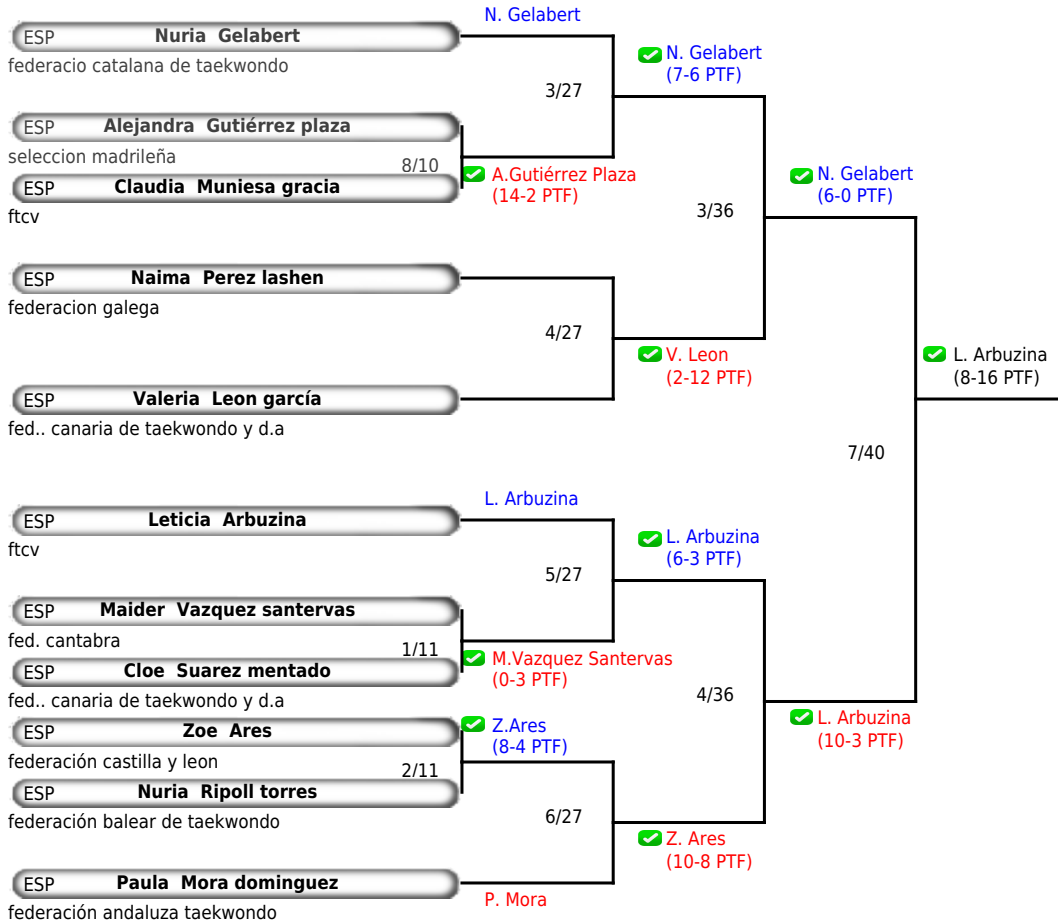 N. Gelabert
ESP Nuria Gelabert
federacio catalana de taekwondo
N. Gelabert
(7-6 PTF)
3/27
ESP Alejandra Gutiérrez plaza
seleccion madrileña
8/10
A.Gutiérrez Plaza
(14-2 PTF)
ESP Claudia Muniesa gracia
ftcv
N. Gelabert
(6-0 PTF)
3/36
ESP Naima Perez lashen
federacion galega
4/27
V. Leon
(2-12 PTF)
L. Arbuzina
(8-16 PTF)
ESP Valeria Leon garcía
fed.. canaria de taekwondo y d.a
7/40
L. Arbuzina
ESP Leticia Arbuzina
ftcv
L. Arbuzina
(6-3 PTF)
5/27
ESP Maider Vazquez santervas
fed. cantabra
1/11
M.Vazquez Santervas
(0-3 PTF)
ESP Cloe Suarez mentado
fed.. canaria de taekwondo y d.a
4/36
L. Arbuzina
(10-3 PTF)
ESP Zoe Ares
Z.Ares
(8-4 PTF)
federación castilla y leon
2/11
ESP Nuria Ripoll torres
federación balear de taekwondo
6/27
Z. Ares
(10-8 PTF)
ESP Paula Mora dominguez
P. Mora
federación andaluza taekwondo